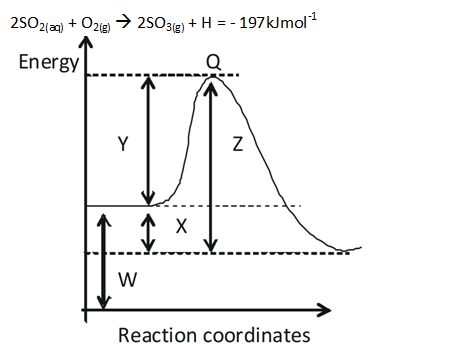 2SO2(aq) + O2(g) → 2SO3(g) + H = - 197kJmol-1
Energy
Q
Y
Z
X
W
Reaction coordinates